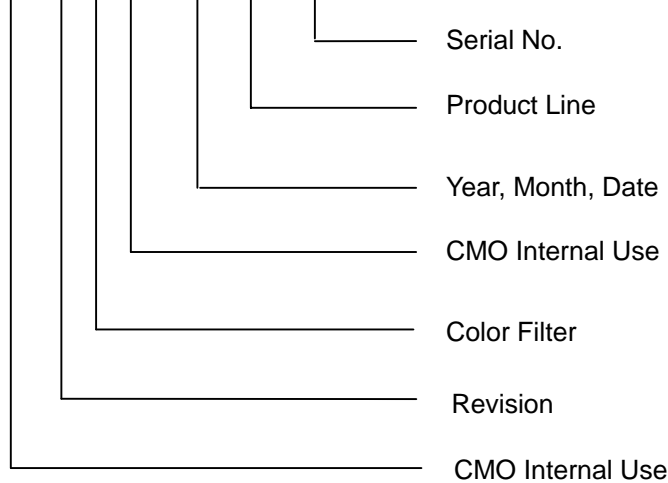 Serial No.
Product Line
Year, Month, Date
CMO Internal Use
Color Filter
Revision
CMO Internal Use